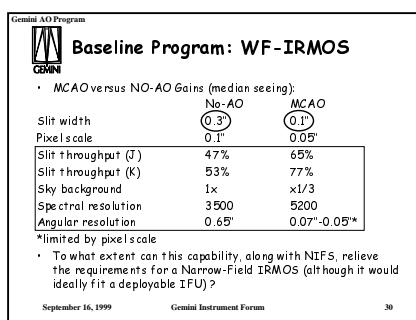 Gemini AO Program
GEMINI
Baseline Program: WF-IRMOS
• MCAO versus NO-AO Gains (median seeing):
No-AO MCAO
Slit width 0.3" 0.1"
Pixel scale 0.1" 0.05"
Slit throughput (J) 47% 65%
Slit throughput (K) 53% 77%
Sky background 1x x1/3
Spectral resolution 3500 5200
Angular resolution 0.65" 0.07"-0.05"*
*limited by pixel scale
• To what extent can this capability, along with NIFS, relieve
the requirements for a Narrow-Field IRMOS (although it would
ideally fit a deployable IFU) ?
September 16, 1999 Gemini Instrument Forum 30